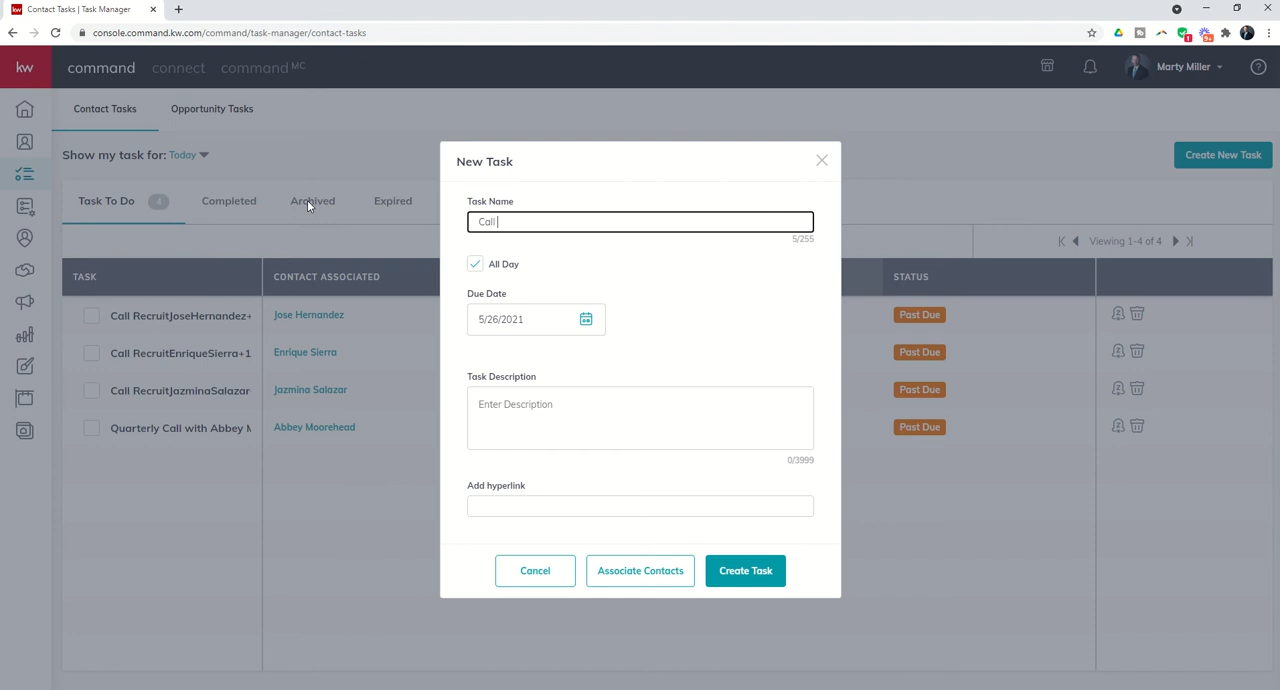 kw Contact Tasks | Task Manager
console.command.kw.com/command/task-manager/contact-tasks
kw command connect command MC Marty Miller
Contact Tasks Opportunity Tasks
Show my task for: Today
Create New Task
Task To Do 4 Completed Archived Expired
Viewing 1-4 of 4
TASK CONTACT ASSOCIATED STATUS
Call RecruitJoseHernandez+ Jose Hernandez Past Due
Call RecruitEnriqueSierra+1 Enrique Sierra Past Due
Call RecruitJazminaSalazar Jazmina Salazar Past Due
Quarterly Call with Abbey M Abbey Moorehead Past Due
New Task
Task Name
Call
5/255
All Day
Due Date
5/26/2021
Task Description
Enter Description
0/3999
Add hyperlink
Cancel Associate Contacts Create Task